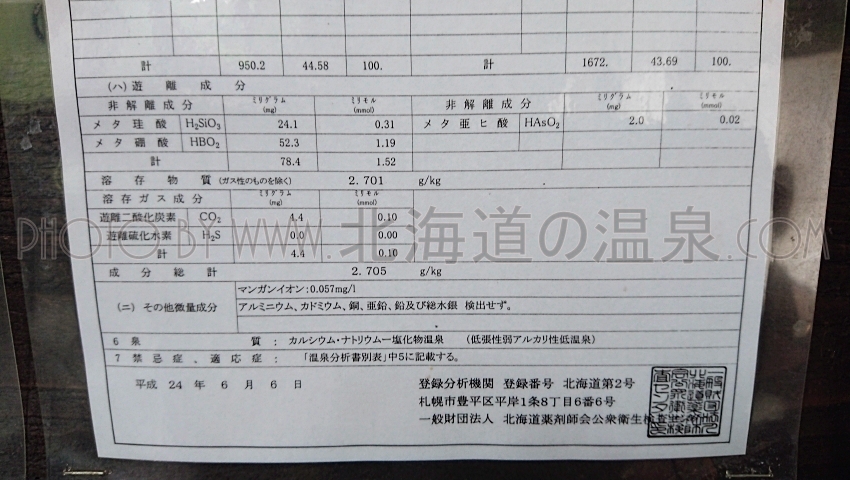 計 950.2 44.58 100. 計 1672. 43.69 100.
(ハ) 遊離成分
非解離成分 ミリグラム (mg) ミリモル (mmol) 非解離成分 ミリグラム (mg) ミリモル (mmol)
メタ珪酸 H2SiO3 24.1 0.31 メタ亜ヒ酸 HAsO2 2.0 0.02
メタ硼酸 HBO2 52.3 1.19
計 78.4 1.52
溶存物質(ガス性のものを除く) 2.701 g/kg
溶存ガス成分 ミリグラム (mg) ミリモル (mmol)
遊離二酸化炭素 CO2 4.4 0.10
遊離硫化水素 H2S 0.0 0.00
計 4.4 0.10
PHOTO BY WWW.北海道の温泉.COM
成分総計 2.705 g/kg
マンガンイオン;0.057mg/l
(ニ) その他微量成分 アルミニウム、カドミウム、銅、亜鉛、鉛及び総水銀 検出せず。
6 泉質: カルシウム・ナトリウムー塩化物温泉 (低張性弱アルカリ性低温泉)
7 禁忌症、適応症: 「温泉分析書別表」中5に記載する。
平成 24 年 6 月 6 日
登録分析機関 登録番号 北海道第2号
札幌市豊平区平岸1条8丁目6番6号
一般財団法人 北海道薬剤師会公衆衛生検査センター